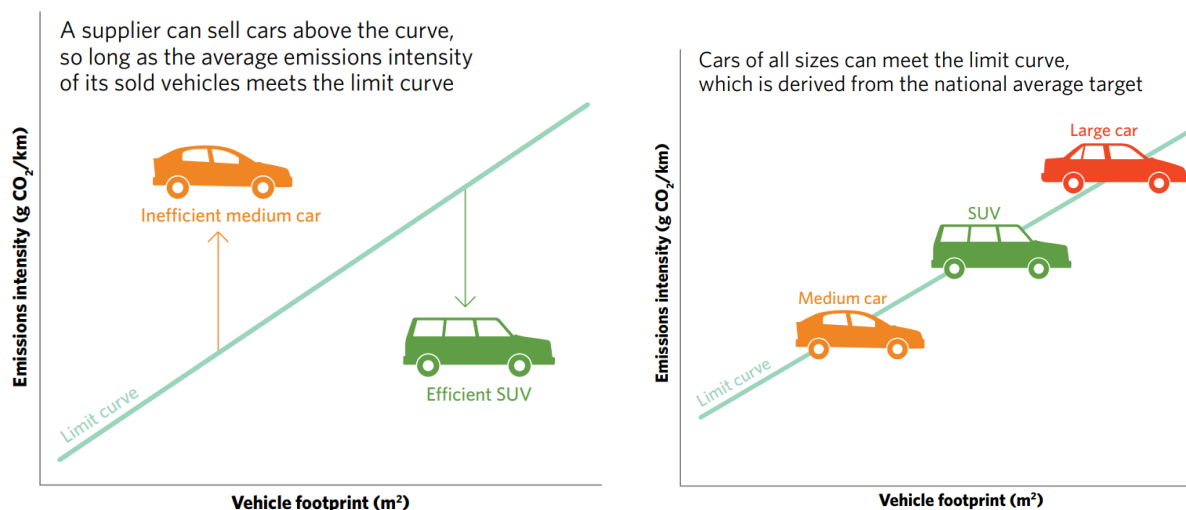 A supplier can sell cars above the curve,
so long as the average emissions intensity
of its sold vehicles meets the limit curve
Emissions intensity (g CO₂/km)
Inefficient medium car
Efficient SUV
Limit curve
Vehicle footprint (m²)
Cars of all sizes can meet the limit curve,
which is derived from the national average target
Emissions intensity (g CO₂/km)
Large car
SUV
Medium car
Limit curve
Vehicle footprint (m²)